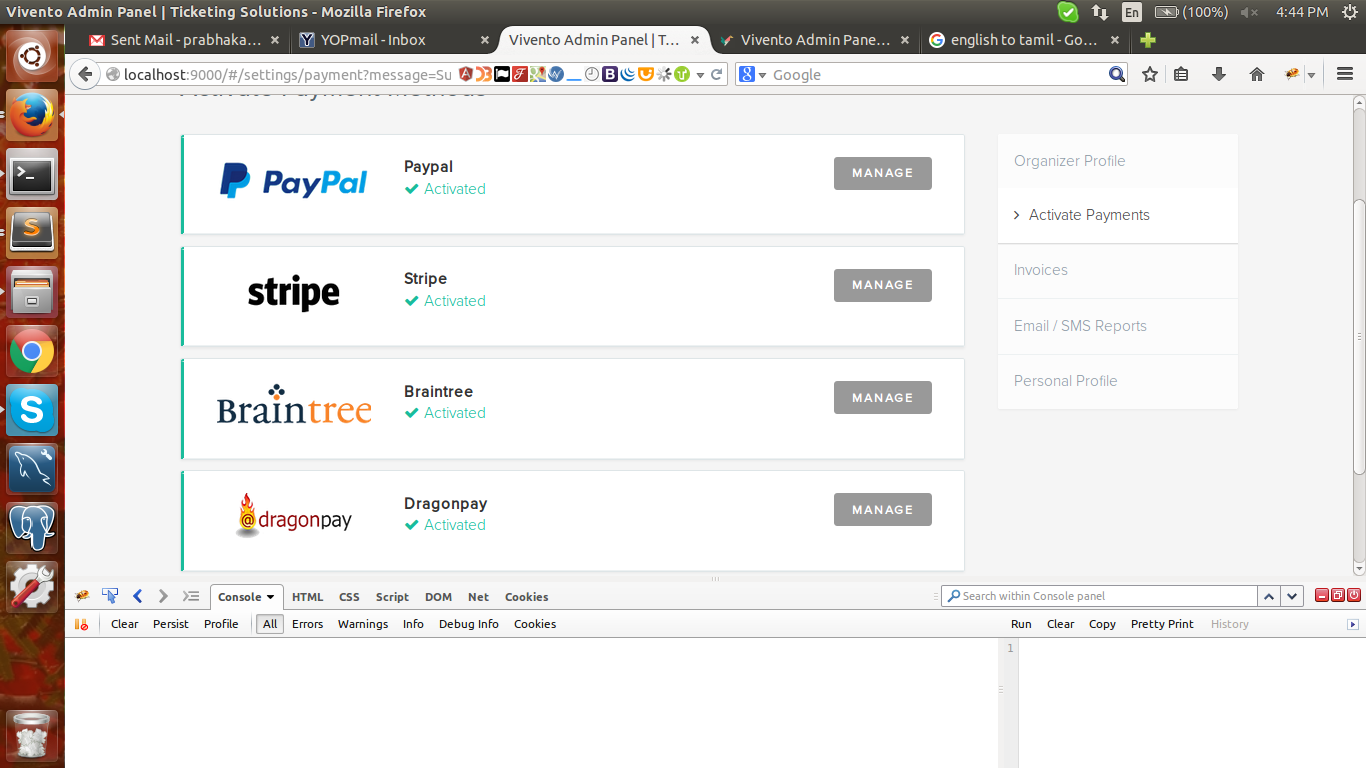 Vivento Admin Panel | Ticketing Solutions - Mozilla Firefox
En (100%) 4:44 PM
Sent Mail - prabhaka... YOPmail - Inbox Vivento Admin Panel | T... Vivento Admin Pane... english to tamil - Go...
localhost:9000/#/settings/payment?message=Su Google
Activate Payment Methods
PayPal
Paypal
Activated
MANAGE
stripe
Stripe
Activated
MANAGE
Braintree
Braintree
Activated
MANAGE
@dragonpay
Dragonpay
Activated
MANAGE
Organizer Profile
Activate Payments
Invoices
Email / SMS Reports
Personal Profile
Console HTML CSS Script DOM Net Cookies Search within Console panel
Clear Persist Profile All Errors Warnings Info Debug Info Cookies Run Clear Copy Pretty Print History
1